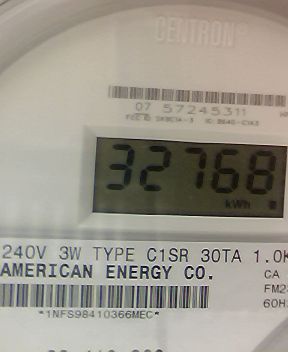 CENTRON
07 57245311
32768
kWh
240V 3W TYPE C1SR 30TA 1.0K
AMERICAN ENERGY CO.
CA
FM2
60H
*1NFS98410366MEC*